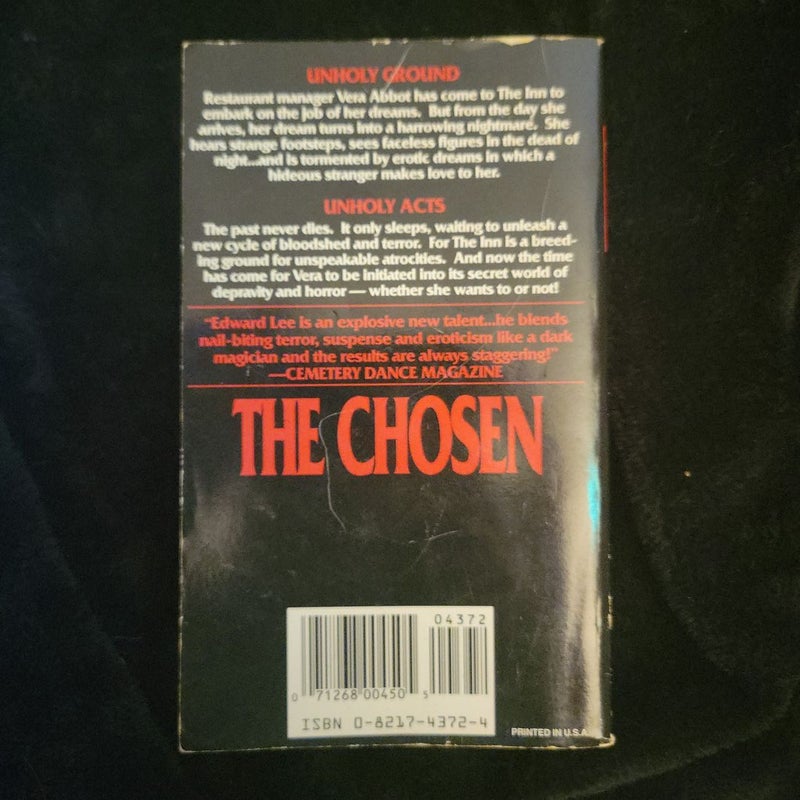 UNHOLY GROUND
Restaurant manager Vera Abbot has come to The Inn to
embark on the job of her dreams. But from the day she
arrives, her dream turns into a harrowing nightmare. She
hears strange footsteps, sees faceless figures in the dead of
night...and is tormented by erotic dreams in which a
hideous stranger makes love to her.
UNHOLY ACTS
The past never dies. It only sleeps, waiting to unleash a
new cycle of bloodshed and terror. For The Inn is a breed-
ing ground for unspeakable atrocities. And now the time
has come for Vera to be initiated into its secret world of
depravity and horror — whether she wants to or not!
"Edward Lee is an explosive new talent...he blends
nail-biting terror, suspense and eroticism like a dark
magician and the results are always staggering!"
—CEMETERY DANCE MAGAZINE
THE CHOSEN
04372
0 71268 00450 5
ISBN 0-8217-4372-4
PRINTED IN U.S.A.